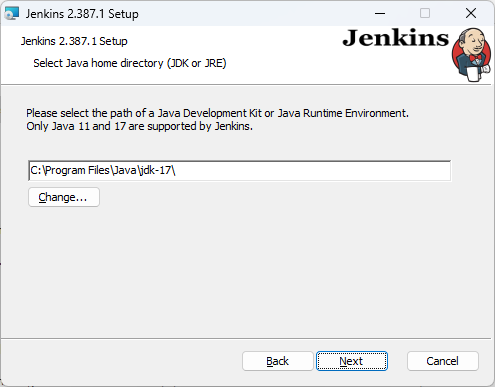 Jenkins 2.387.1 Setup
Jenkins 2.387.1 Setup
Jenkins
Select Java home directory (JDK or JRE)
Please select the path of a Java Development Kit or Java Runtime Environment.
Only Java 11 and 17 are supported by Jenkins.
C:\Program Files\Java\jdk-17\
Change...
Back
Next
Cancel